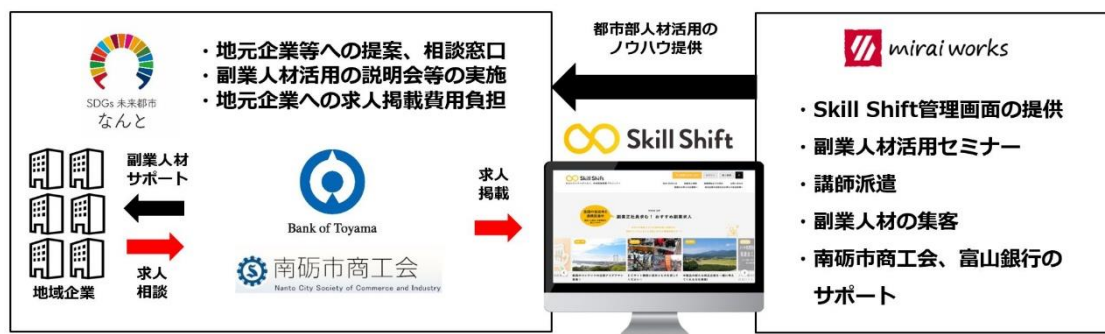 SDGs 未来都市
なんと
・地元企業等への提案、相談窓口
・副業人材活用の説明会等の実施
・地元企業への求人掲載費用負担
副業人材
サポート
求人
相談
地域企業
Bank of Toyama
南砺市商工会
Nanto City Society of Commerce and Industry
求人
掲載
都市部人材活用の
ノウハウ提供
Skill Shift
Skill Shift
mirai works
・Skill Shift管理画面の提供
・副業人材活用セミナー
・講師派遣
・副業人材の集客
・南砺市商工会、富山銀行の
サポート